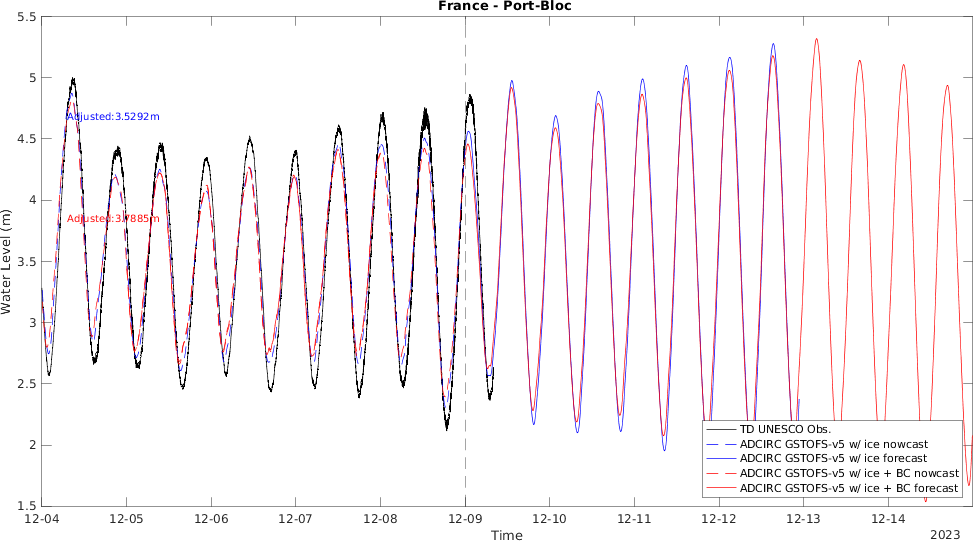 France - Port-Bloc
5.5
5
4.5
4
3.5
3
2.5
2
1.5
Water Level (m)
Adjusted:3.5292m
Adjusted:3.7885m
TD UNESCO Obs.
ADCIRC GSTOFS-v5 w/ ice nowcast
ADCIRC GSTOFS-v5 w/ ice forecast
ADCIRC GSTOFS-v5 w/ ice + BC nowcast
ADCIRC GSTOFS-v5 w/ ice + BC forecast
12-04 12-05 12-06 12-07 12-08 12-09 12-10 12-11 12-12 12-13 12-14
Time
2023